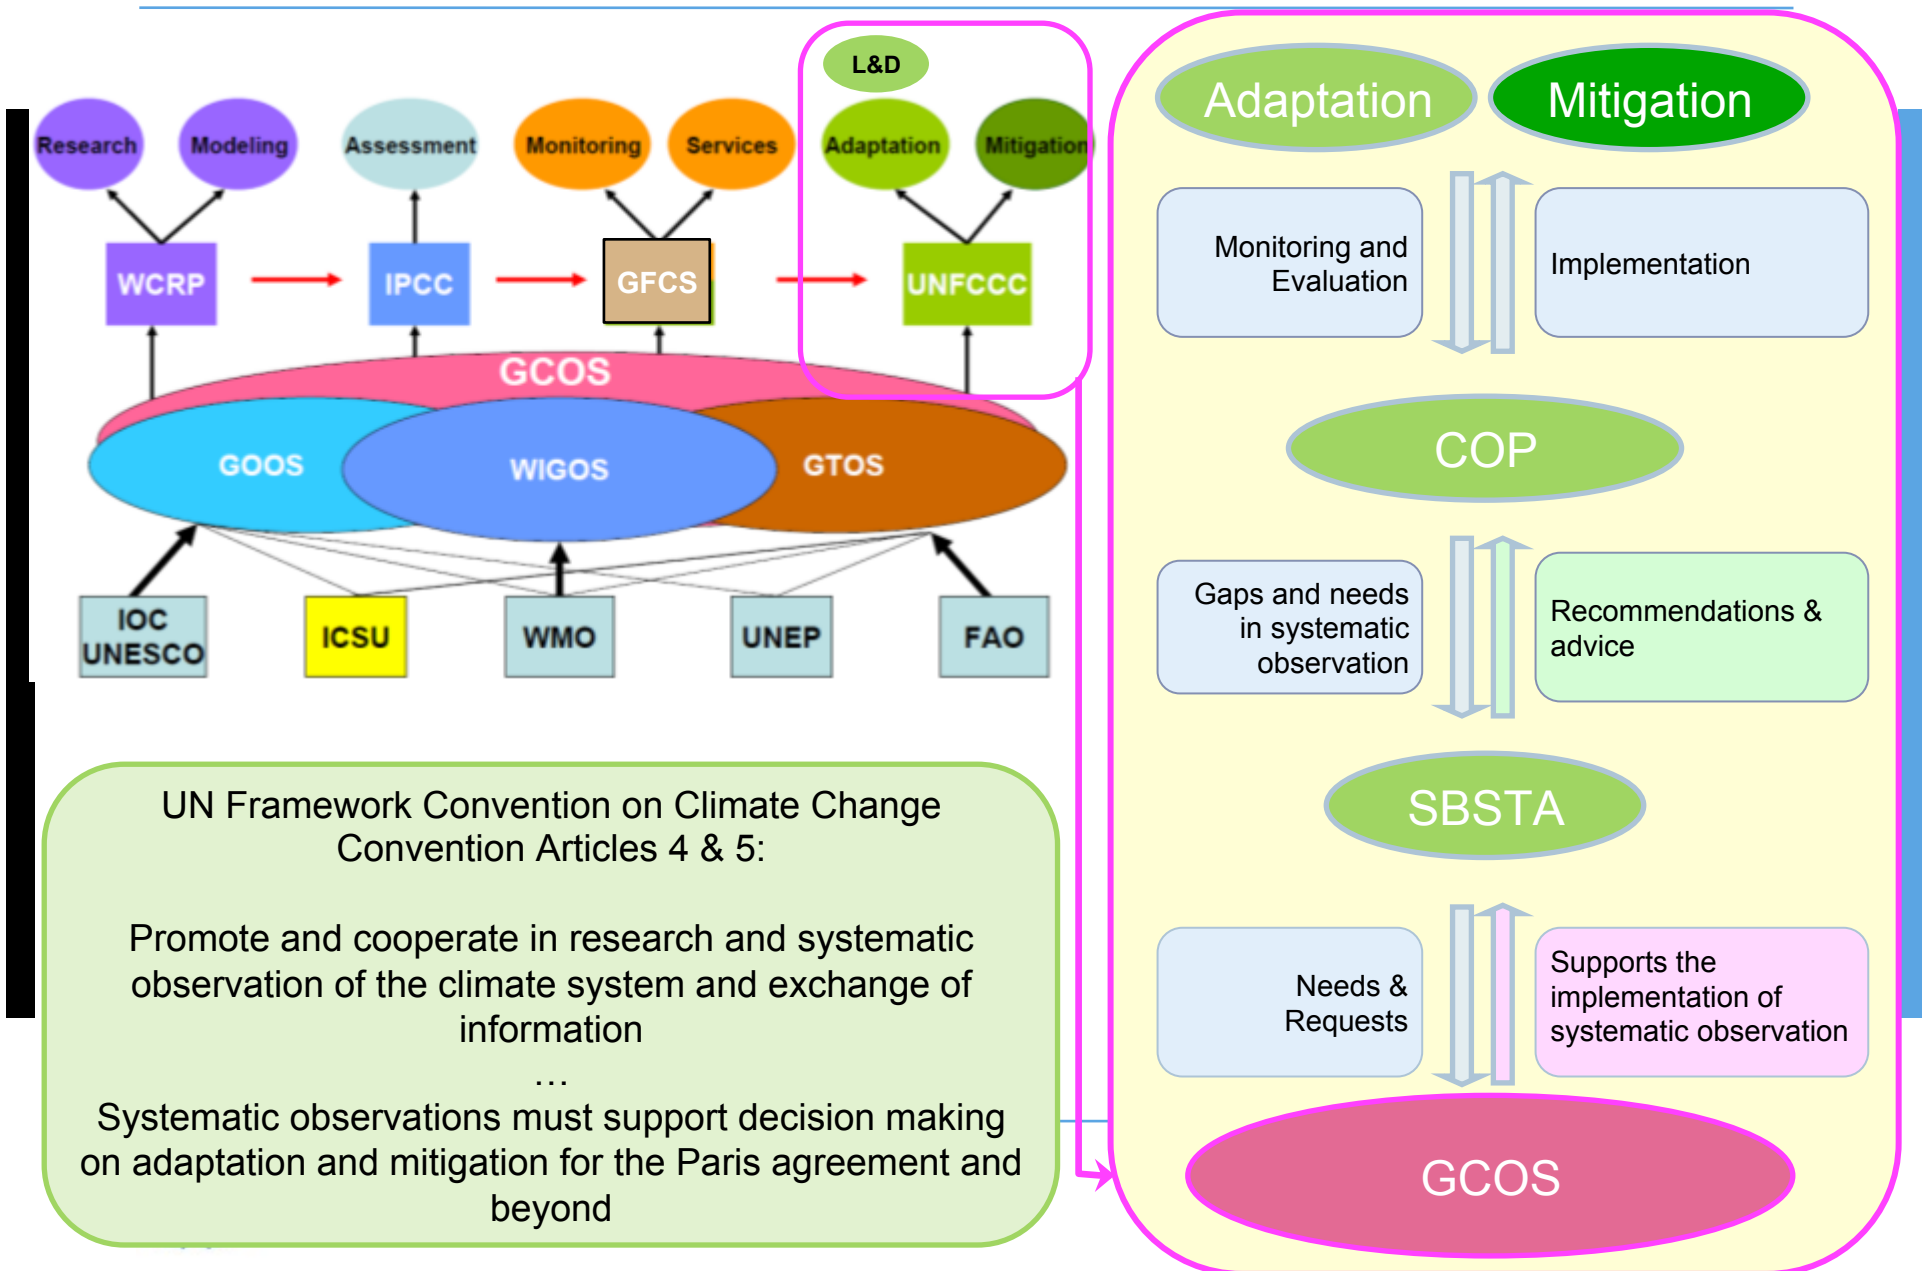 L&D
Research
Modeling
Assessment
Monitoring
Services
Adaptation
Mitigation
WCRP
IPCC
GFCS
UNFCCC
GCOS
GOOS
WIGOS
GTOS
IOC
UNESCO
ICSU
WMO
UNEP
FAO
UN Framework Convention on Climate Change
Convention Articles 4 & 5:
Promote and cooperate in research and systematic
observation of the climate system and exchange of
information
…
Systematic observations must support decision making
on adaptation and mitigation for the Paris agreement and
beyond
Adaptation
Mitigation
Monitoring and
Evaluation
Implementation
COP
Gaps and needs
in systematic
observation
Recommendations &
advice
SBSTA
Needs &
Requests
Supports the
implementation of
systematic observation
GCOS